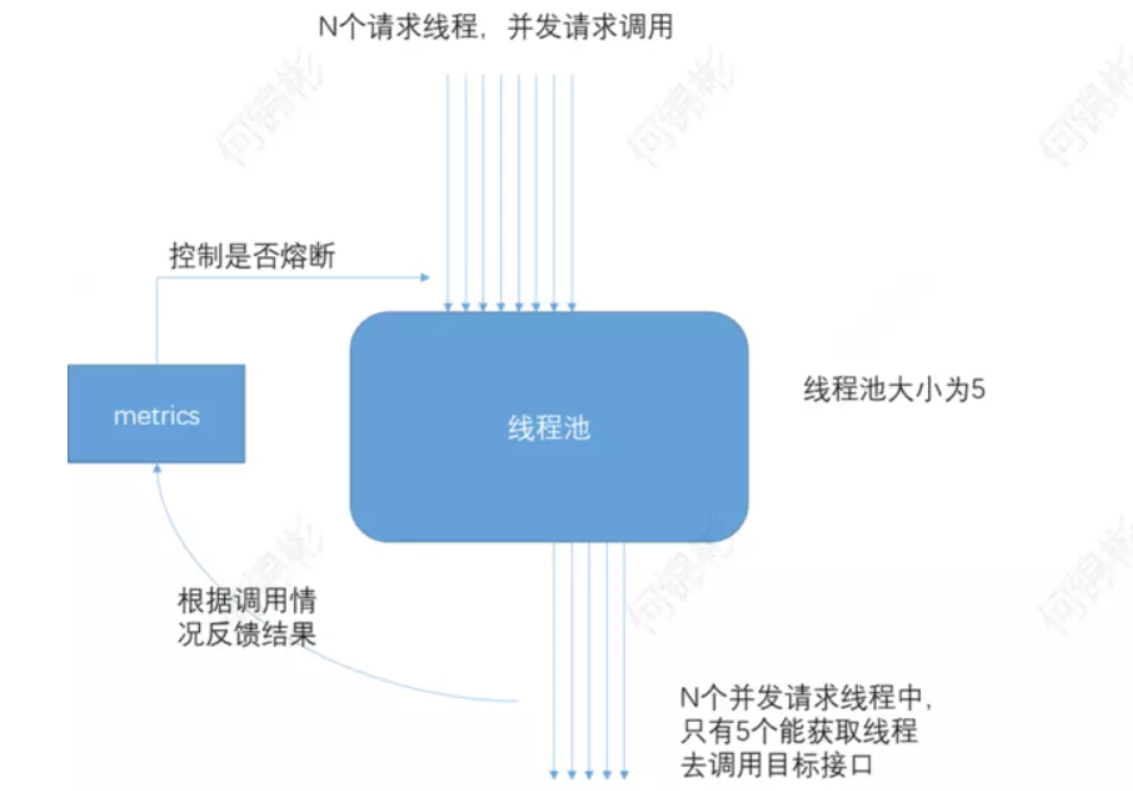 N个请求线程，并发请求调用
控制是否熔断
metrics
线程池
线程池大小为5
根据调用情
况反馈结果
N个并发请求线程中，
只有5个能获取线程
去调用目标接口
何锦彬
何锦彬
何锦彬
何锦彬
何锦彬
何锦彬